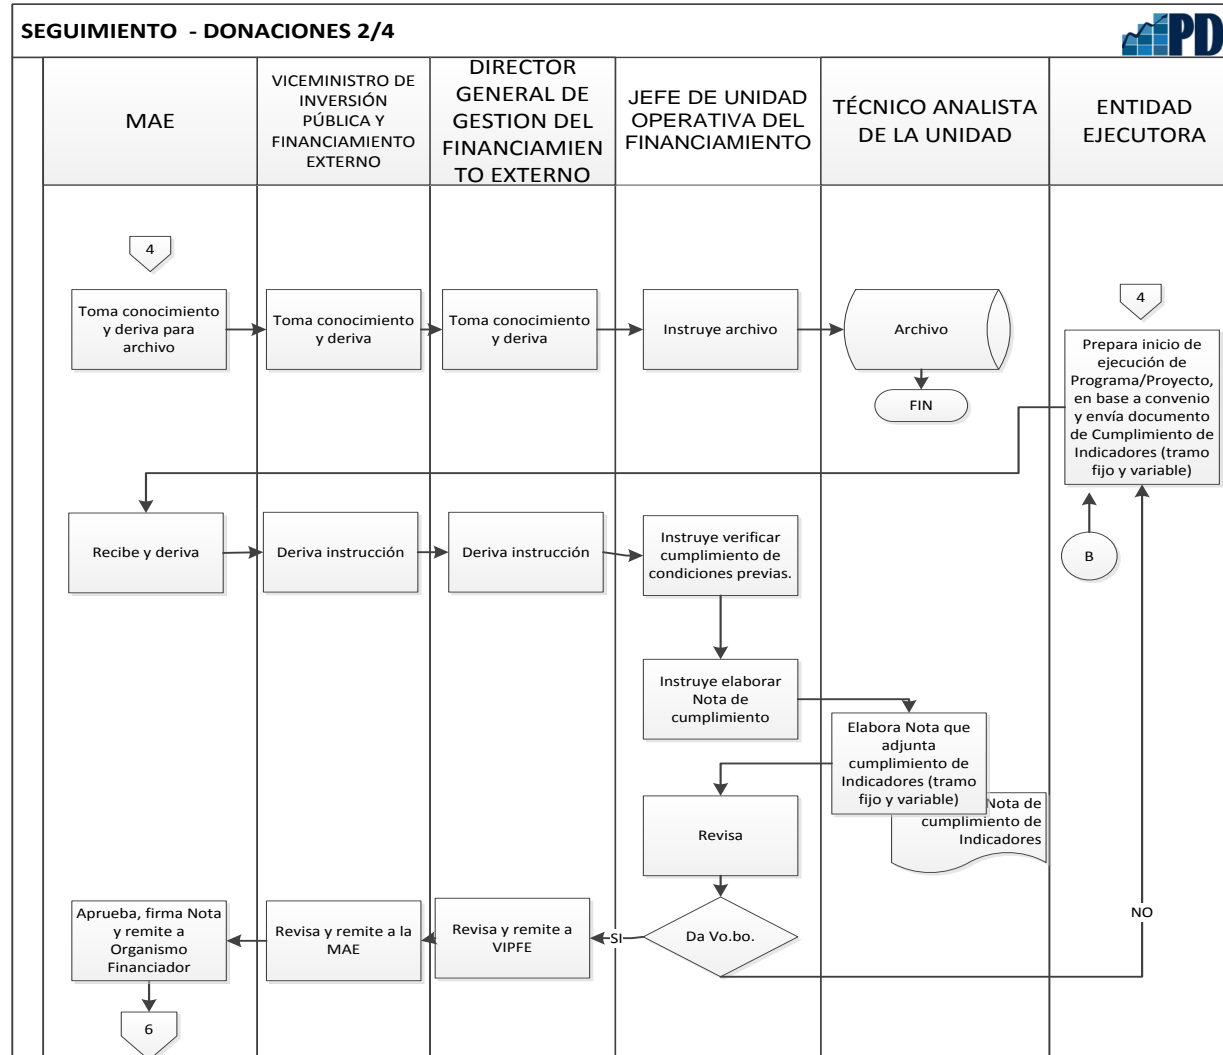 SEGUIMIENTO - DONACIONES 2/4
PD
MAE
VICEMINISTRO DE
INVERSIÓN
PÚBLICA Y
FINANCIAMIENTO
EXTERNO
DIRECTOR
GENERAL DE
GESTION DEL
FINANCIAMIEN
TO EXTERNO
JEFE DE UNIDAD
OPERATIVA DEL
FINANCIAMIENTO
TÉCNICO ANALISTA
DE LA UNIDAD
ENTIDAD
EJECUTORA
4
Toma conocimiento
y deriva para
archivo
Toma conocimiento
y deriva
Toma conocimiento
y deriva
Instruye archivo
Archivo
FIN
4
Prepara inicio de
ejecución de
Programa/Proyecto,
en base a convenio
y envía documento
de Cumplimiento de
Indicadores (tramo
fijo y variable)
B
Recibe y deriva
Deriva instrucción
Deriva instrucción
Instruye verificar
cumplimiento de
condiciones previas.
Instruye elaborar
Nota de
cumplimiento
Elabora Nota que
adjunta
cumplimiento de
Indicadores (tramo
fijo y variable)
Nota de
cumplimiento de
Indicadores
Revisa
Da Vo.bo.
SI
NO
Revisa y remite a
VIPFE
Revisa y remite a la
MAE
Aprueba, firma Nota
y remite a
Organismo
Financiador
6